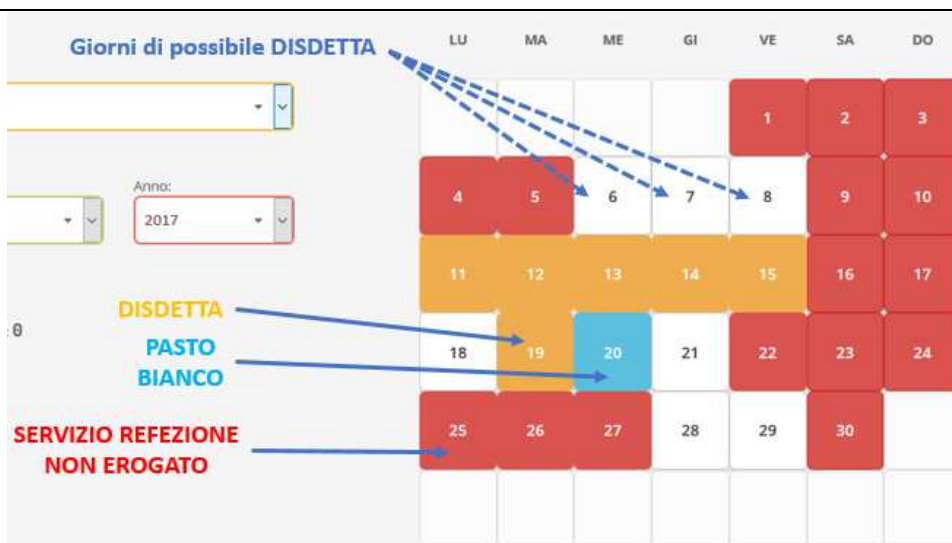 Giorni di possibile DISDETTA
LU MA ME GI VE SA DO
1 2 3
Anno:
2017
4 5 6 7 8 9 10
11 12 13 14 15 16 17
DISDETTA
: 0
PASTO
BIANCO
18 19 20 21 22 23 24
SERVIZIO REFEZIONE
NON EROGATO
25 26 27 28 29 30